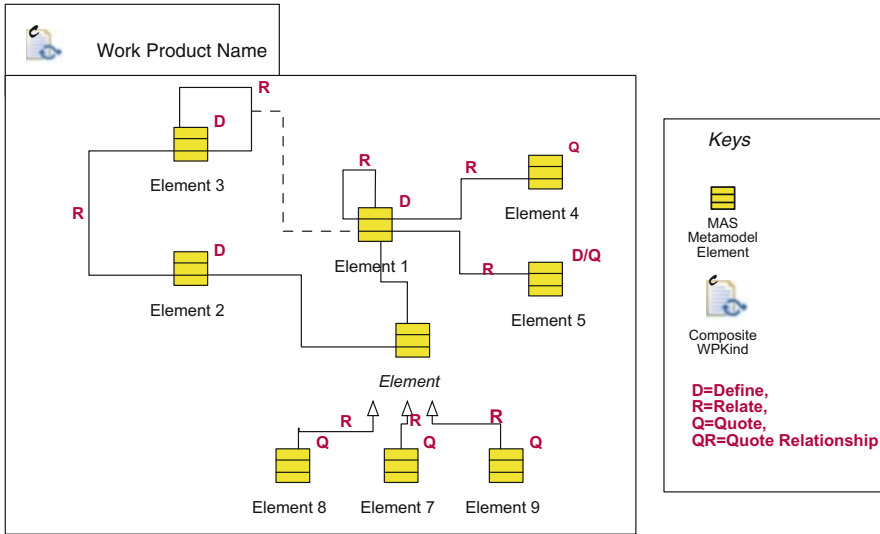 C
Work Product Name
R
D
Element 3
R
D
Element 2
R
D
Element 1
R
Q
Element 4
R
D/Q
Element 5
Element
R
Q
Element 8
R
Q
Element 7
R
Q
Element 9
Keys
MAS
Metamodel
Element
C
Composite
WPKind
D=Define,
R=Relate,
Q=Quote,
QR=Quote Relationship